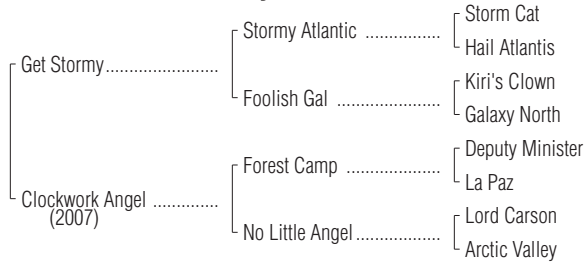 Storm Cat
Stormy Atlantic ..................
Hail Atlantis
Get Stormy.........................
Kiri's Clown
Foolish Gal ........................
Galaxy North
Deputy Minister
Forest Camp ......................
La Paz
Clockwork Angel ...............
(2007)
Lord Carson
No Little Angel....................
Arctic Valley